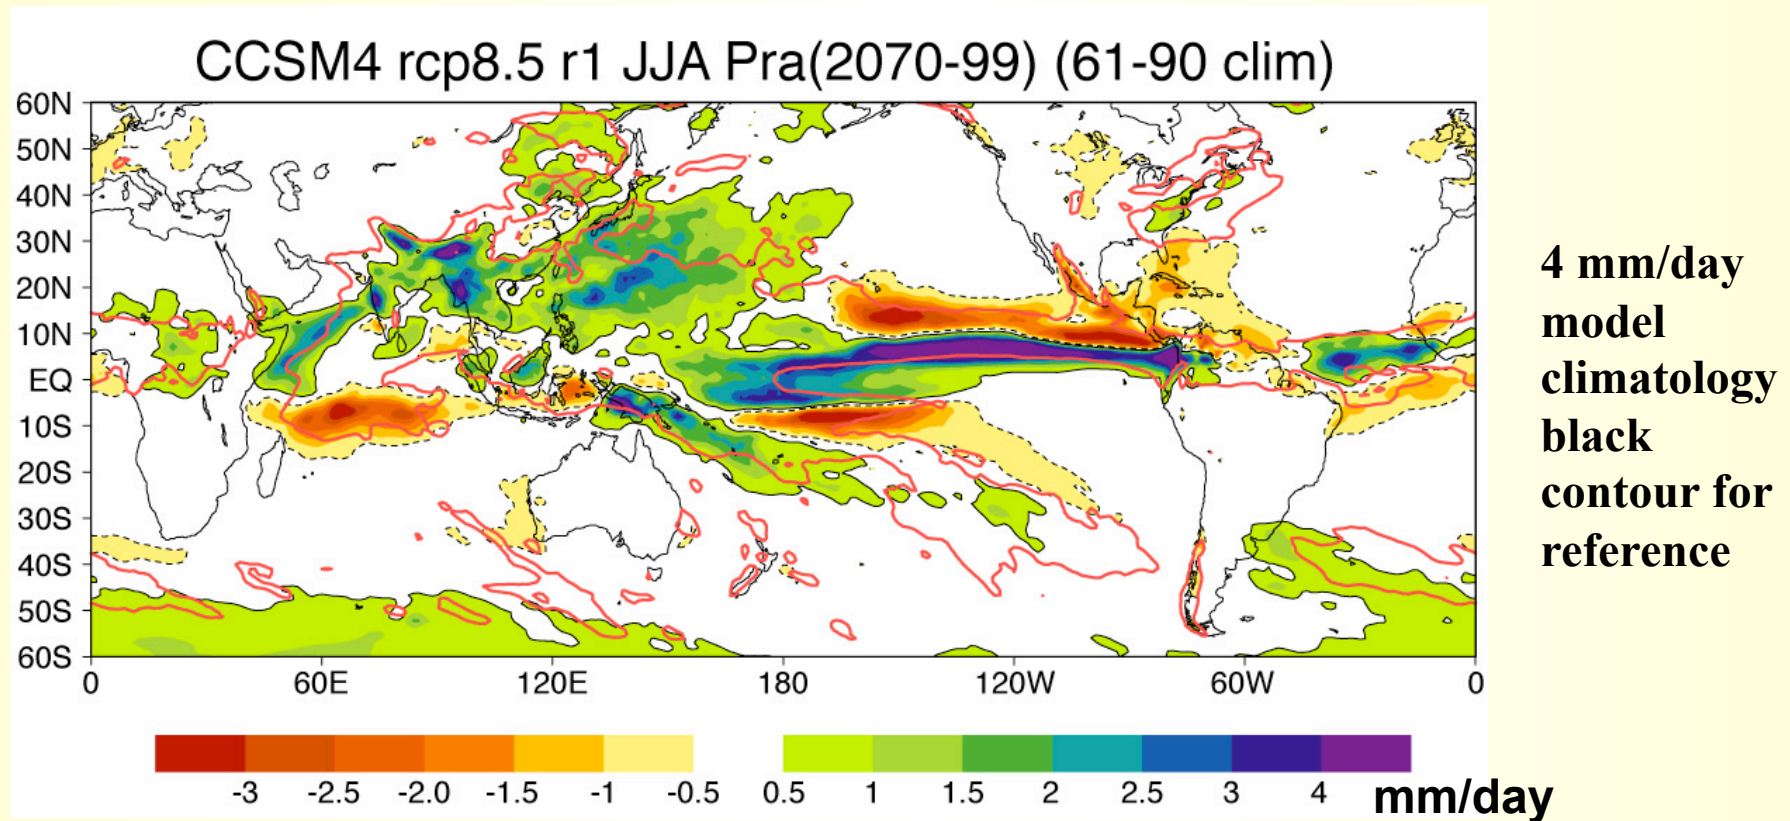 CCSM4 rcp8.5 r1 JJA Pra(2070-99) (61-90 clim)
60N
50N
40N
30N
20N
10N
EQ
10S
20S
30S
40S
50S
60S
0 60E 120E 180 120W 60W 0
-3 -2.5 -2.0 -1.5 -1 -0.5 0.5 1 1.5 2 2.5 3 4 mm/day
4 mm/day
model
climatology
black
contour for
reference